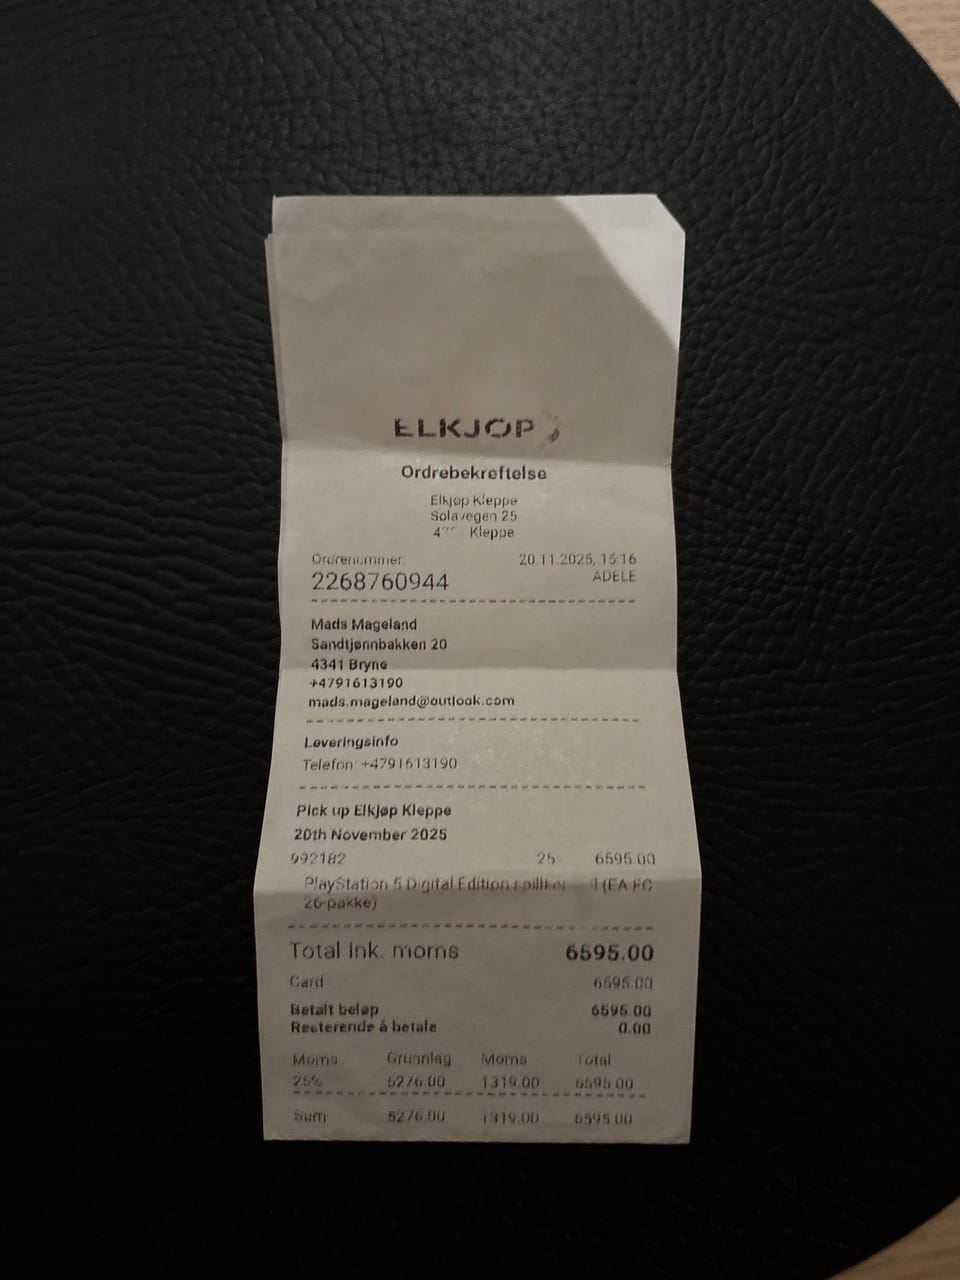 ELKJØP
Ordrebekreftelse
Elkjøp Kleppe
Solavegen 25
Kleppe
Ordrenummer: 20.11.2025, 15:16
2268760944 ADELE
Mads Mageland
Sandtjønnbakken 20
4341 Bryne
+4791613190
mads.mageland@outlook.com
Leveringsinfo
Telefon: +4791613190
Pick up Elkjøp Kleppe
20th November 2025
992182 25 6595.00
PlayStation 5 Digital Edition (EA FC
26-pakke)
Total ink. moms 6595.00
Card 6595.00
Betalt beløp 6595.00
Resterende å betale 0.00
Moms Grunnlag Moms Total
25% 5276.00 1319.00 6595.00
Sum 5276.00 1319.00 6595.00